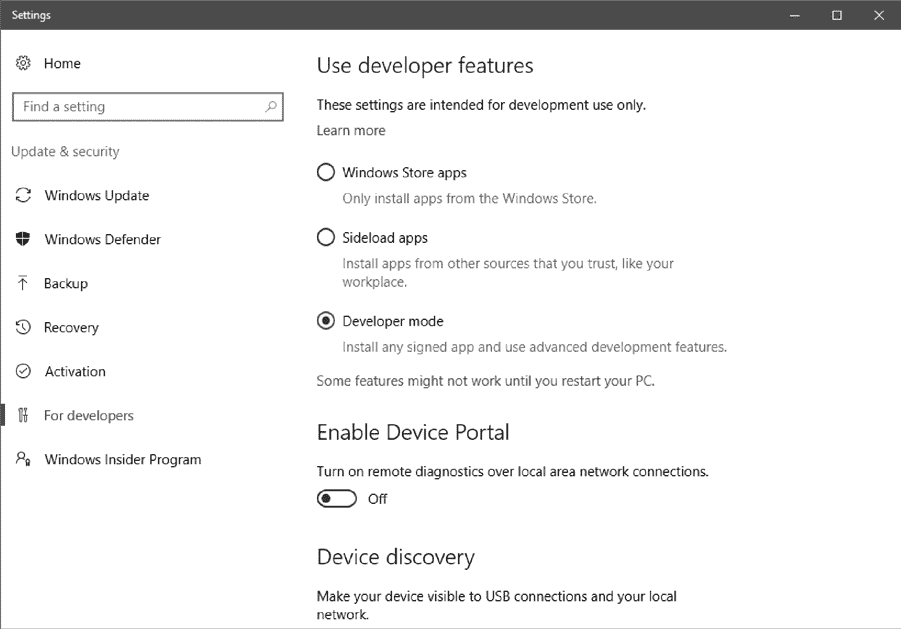 Settings
Home
Find a setting
Update & security
Windows Update
Windows Defender
Backup
Recovery
Activation
For developers
Windows Insider Program
Use developer features
These settings are intended for development use only.
Learn more
Windows Store apps
Only install apps from the Windows Store.
Sideload apps
Install apps from other sources that you trust, like your
workplace.
Developer mode
Install any signed app and use advanced development features.
Some features might not work until you restart your PC.
Enable Device Portal
Turn on remote diagnostics over local area network connections.
Off
Device discovery
Make your device visible to USB connections and your local
network.